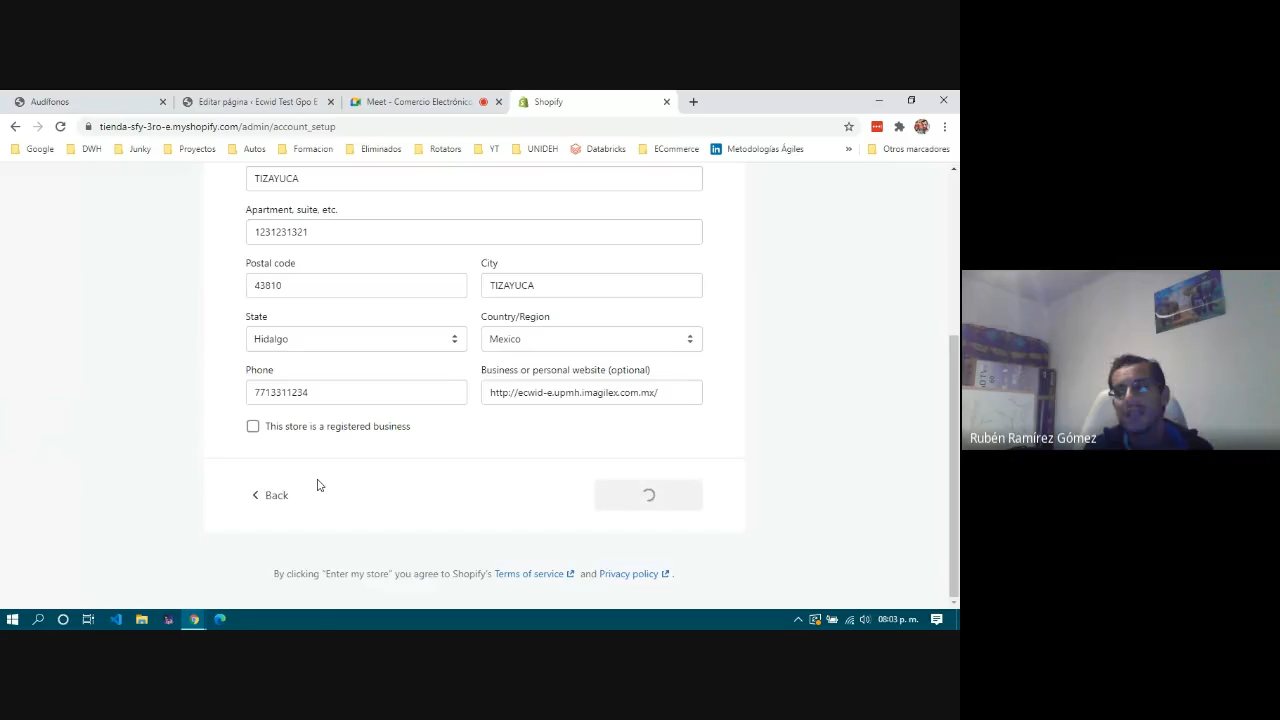 Audífonos
Editar página ‹ Ecwid Test Gpo E
Meet - Comercio Electrónico
Shopify
tienda-sfy-3ro-e.myshopify.com/admin/account_setup
Google
DWH
Junky
Proyectos
Autos
Formacion
Eliminados
Rotators
YT
UNIDEH
Databricks
ECommerce
Metodologías Ágiles
»
Otros marcadores
TIZAYUCA
Apartment, suite, etc.
1231231321
Postal code
City
43810
TIZAYUCA
State
Country/Region
Hidalgo
Mexico
Phone
Business or personal website (optional)
7713311234
http://ecwid-e.upmh.imagilex.com.mx/
This store is a registered business
Back
By clicking "Enter my store" you agree to Shopify's Terms of service and Privacy policy .
08:03 p. m.
Rubén Ramírez Gómez